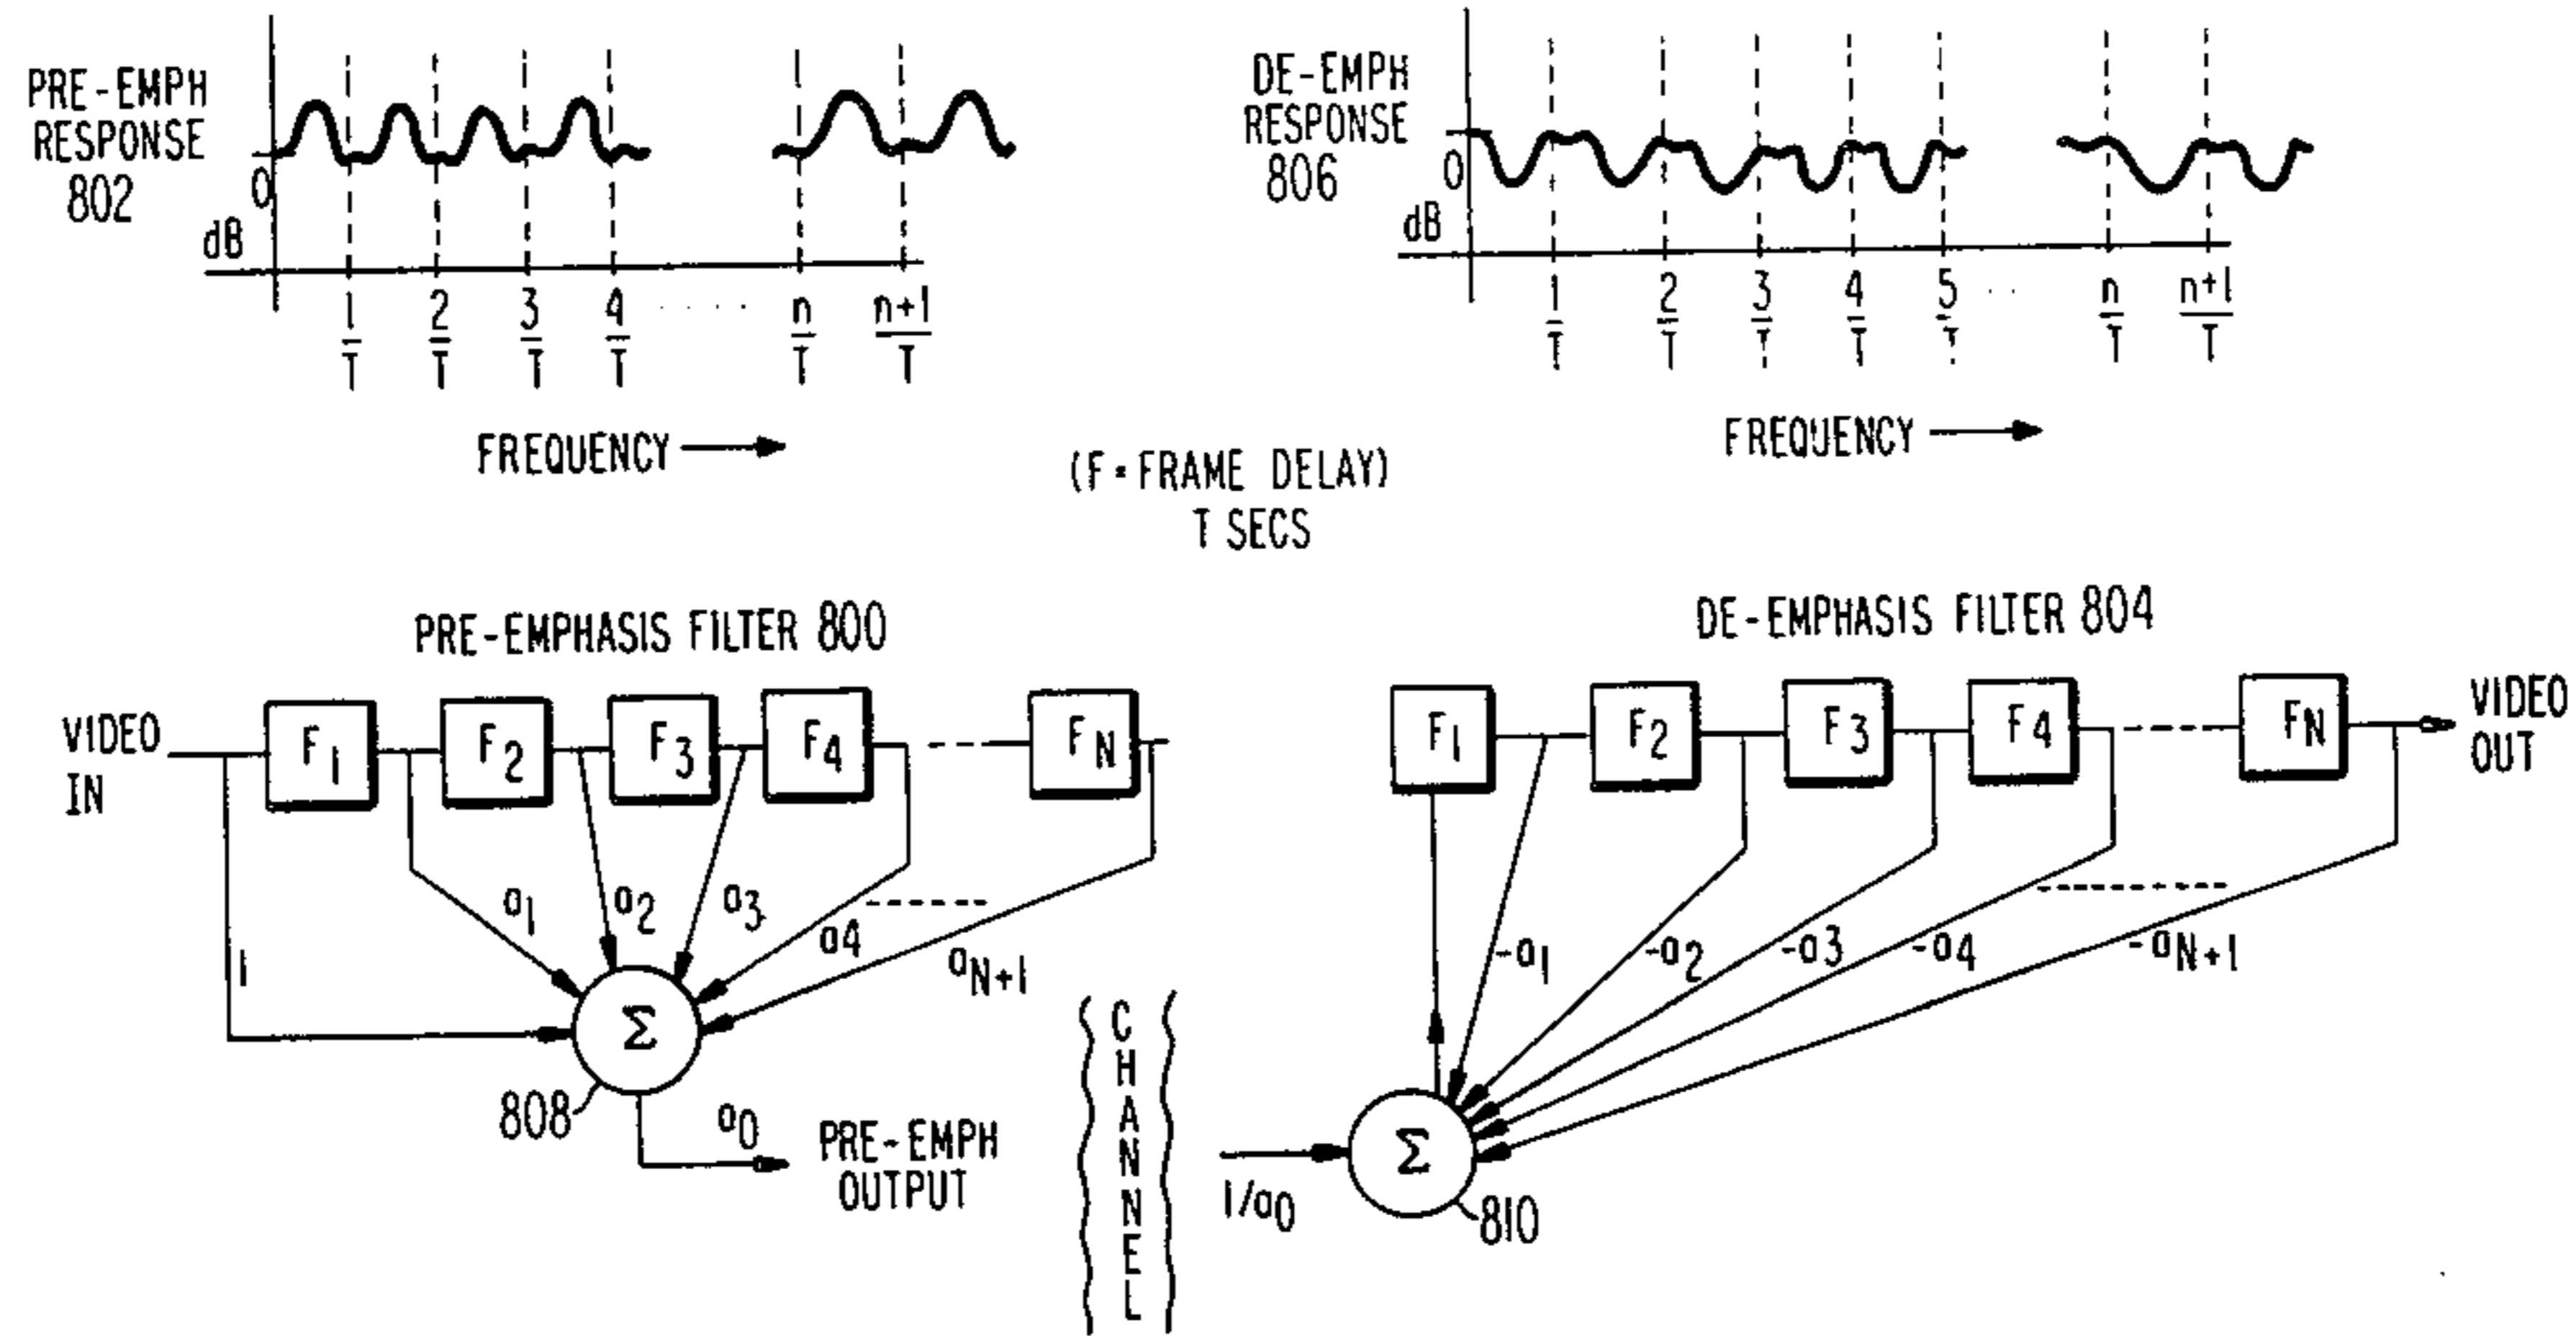 PRE-EMPH
RESPONSE
802
0
dB
1/T 2/T 3/T 4/T ..... n/T n+1/T
FREQUENCY
DE-EMPH
RESPONSE
806
0
dB
1/T 2/T 3/T 4/T 5/T .. n/T n+1/T
FREQUENCY
(F=FRAME DELAY)
T SECS
PRE-EMPHASIS FILTER 800
VIDEO
IN
F1 F2 F3 F4 FN
1 a1 a2 a3 a4 aN+1
Σ
808
a0
PRE-EMPH
OUTPUT
CHANNEL
DE-EMPHASIS FILTER 804
F1 F2 F3 F4 FN
VIDEO
OUT
-a1 -a2 -a3 -a4 -aN+1
Σ
1/a0
810